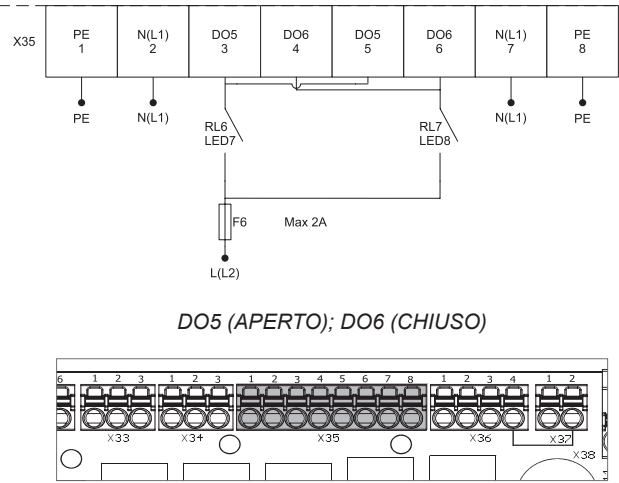 X35
PE 1
N(L1) 2
DO5 3
DO6 4
DO5 5
DO6 6
N(L1) 7
PE 8
PE
N(L1)
N(L1)
PE
RL6
LED7
RL7
LED8
F6
Max 2A
L(L2)
DO5 (APERTO); DO6 (CHIUSO)
6 1 2 3 1 2 3 1 2 3 4 5 6 7 8 1 2 3 4 1 2
X33 X34 X35 X36 X37
X38
1